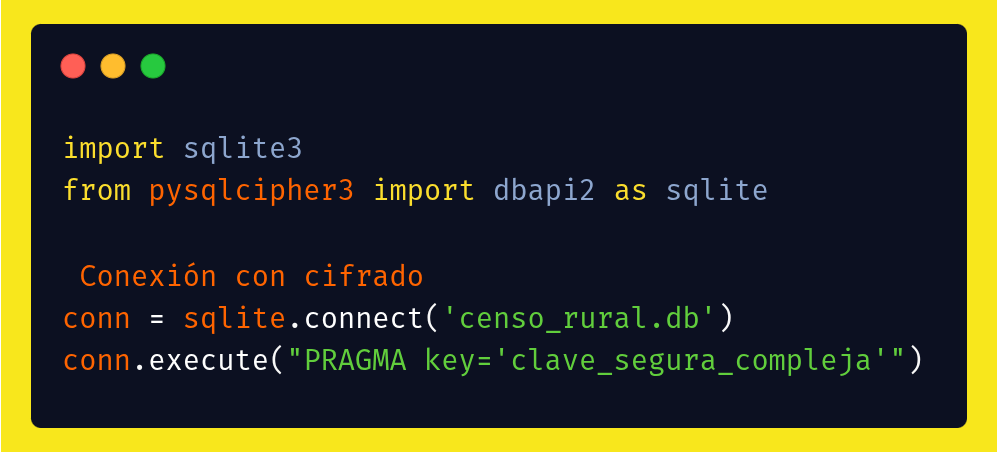 import sqlite3
from pysqlcipher3 import dbapi2 as sqlite
Conexión con cifrado
conn = sqlite.connect('censo_rural.db')
conn.execute("PRAGMA key='clave_segura_compleja'")